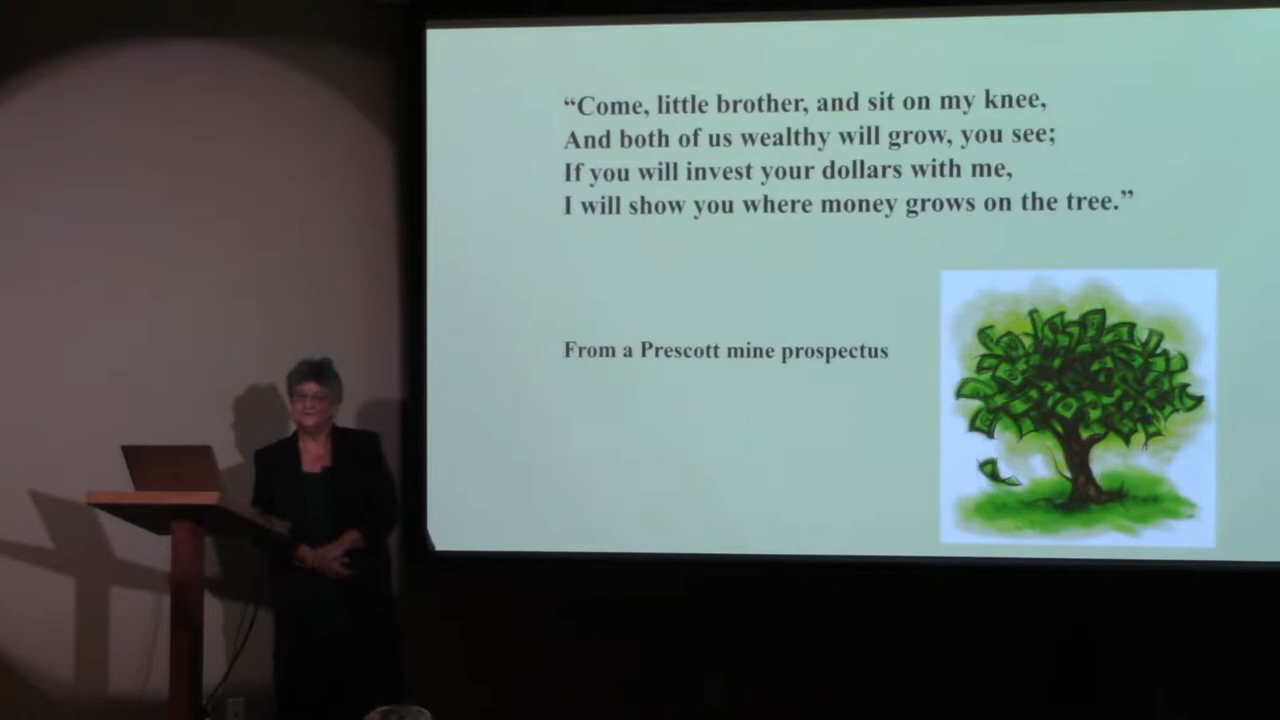 “Come, little brother, and sit on my knee,
And both of us wealthy will grow, you see;
If you will invest your dollars with me,
I will show you where money grows on the tree.”
From a Prescott mine prospectus